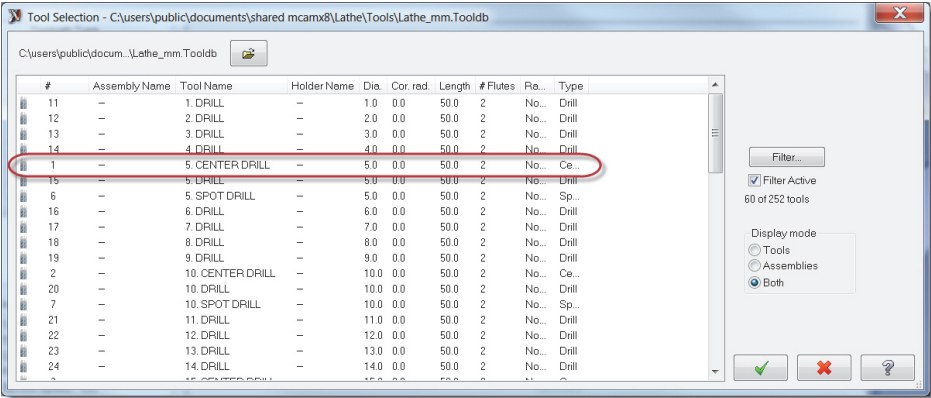 Tool Selection - C:\users\public\documents\shared mcamx8\Lathe\Tools\Lathe_mm.Tooldb
X
C:\users\public\docum...\Lathe_mm.Tooldb
# Assembly Name Tool Name Holder Name Dia. Cor. rad. Length # Flutes Ra... Type
11 – 1. DRILL – 1.0 0.0 50.0 2 No... Drill
12 – 2. DRILL – 2.0 0.0 50.0 2 No... Drill
13 – 3. DRILL – 3.0 0.0 50.0 2 No... Drill
14 – 4. DRILL – 4.0 0.0 50.0 2 No... Drill
1 – 5. CENTER DRILL – 5.0 0.0 50.0 2 No... Ce...
15 – 5. DRILL – 5.0 0.0 50.0 2 No... Drill
6 – 5. SPOT DRILL – 5.0 0.0 50.0 2 No... Sp...
16 – 6. DRILL – 6.0 0.0 50.0 2 No... Drill
17 – 7. DRILL – 7.0 0.0 50.0 2 No... Drill
18 – 8. DRILL – 8.0 0.0 50.0 2 No... Drill
19 – 9. DRILL – 9.0 0.0 50.0 2 No... Drill
2 – 10. CENTER DRILL – 10.0 0.0 50.0 2 No... Ce...
20 – 10. DRILL – 10.0 0.0 50.0 2 No... Drill
7 – 10. SPOT DRILL – 10.0 0.0 50.0 2 No... Sp...
21 – 11. DRILL – 11.0 0.0 50.0 2 No... Drill
22 – 12. DRILL – 12.0 0.0 50.0 2 No... Drill
23 – 13. DRILL – 13.0 0.0 50.0 2 No... Drill
24 – 14. DRILL – 14.0 0.0 50.0 2 No... Drill
Filter...
Filter Active
60 of 252 tools
Display mode
Tools
Assemblies
Both
?